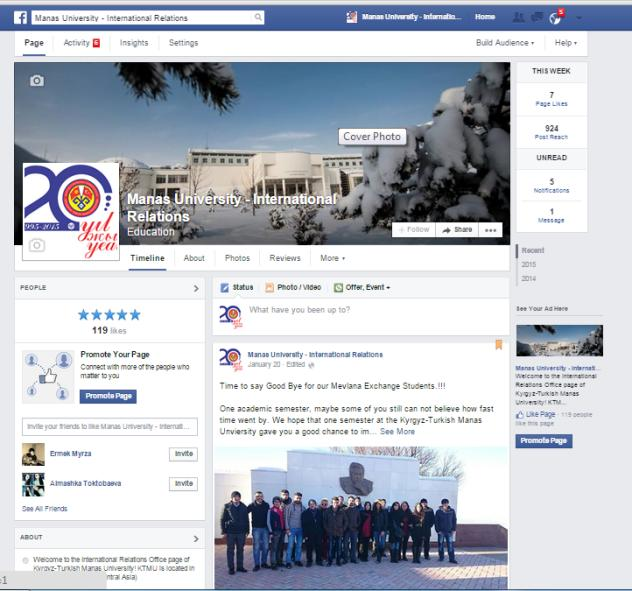 Manas University - International Relations
Manas University - Internatio...
Home
5
Page
Activity 6
Insights
Settings
Build Audience
Help
Cover Photo
20
yıl
жыл
year
1995-2015
Manas University - International
Relations
Education
Follow
Share
Timeline
About
Photos
Reviews
More
THIS WEEK
7
Page Likes
924
Post Reach
UNREAD
5
Notifications
1
Message
Recent
2015
2014
PEOPLE
119 likes
Promote Your Page
Connect with more of the people who
matter to you
Promote Page
Invite your friends to like Manas University - Internati...
Ermek Myrza
Invite
Almashka Toktobaeva
Invite
See All Friends
ABOUT
Welcome to the International Relations Office page of
Kyrgyz-Turkish Manas University! KTMU is located in
ntral Asia)
Status
Photo / Video
Offer, Event +
What have you been up to?
Manas University - International Relations
January 20 · Edited
Time to say Good Bye for our Mevlana Exchange Students.!!!
One academic semester, maybe some of you still can not believe how fast
time went by. We hope that one semester at the Kyrgyz-Turkish Manas
Unviersity gave you a good chance to im... See More
See Your Ad Here
Manas University - Internati...
Welcome to the International
Relations Office page of
Kyrgyz-Turkish Manas
University! KTM...
Like Page · 119 people
like this page
Promote Page